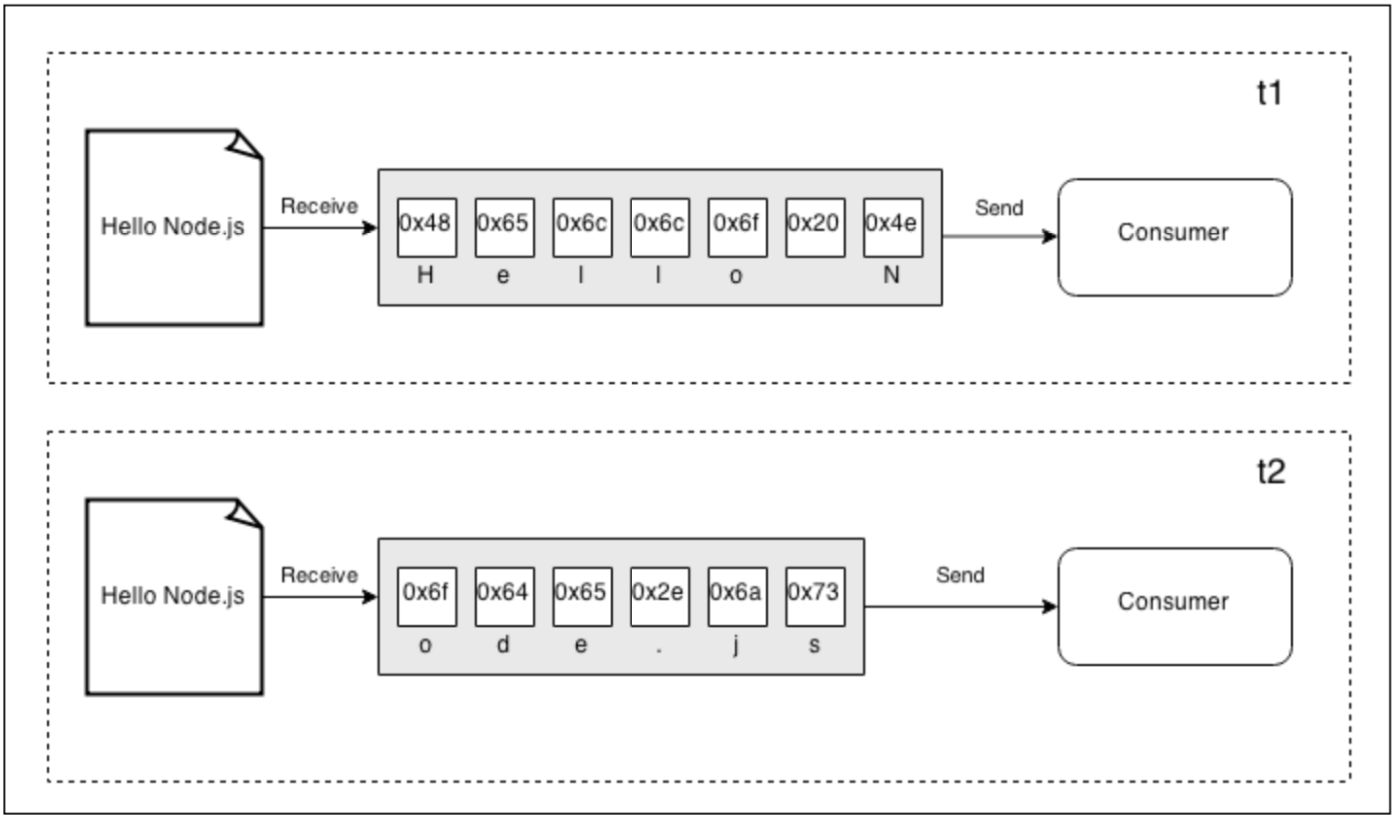 t1
Hello Node.js
Receive
0x48 0x65 0x6c 0x6c 0x6f 0x20 0x4e
H e l l o N
Send
Consumer
t2
Hello Node.js
Receive
0x6f 0x64 0x65 0x2e 0x6a 0x73
o d e . j s
Send
Consumer